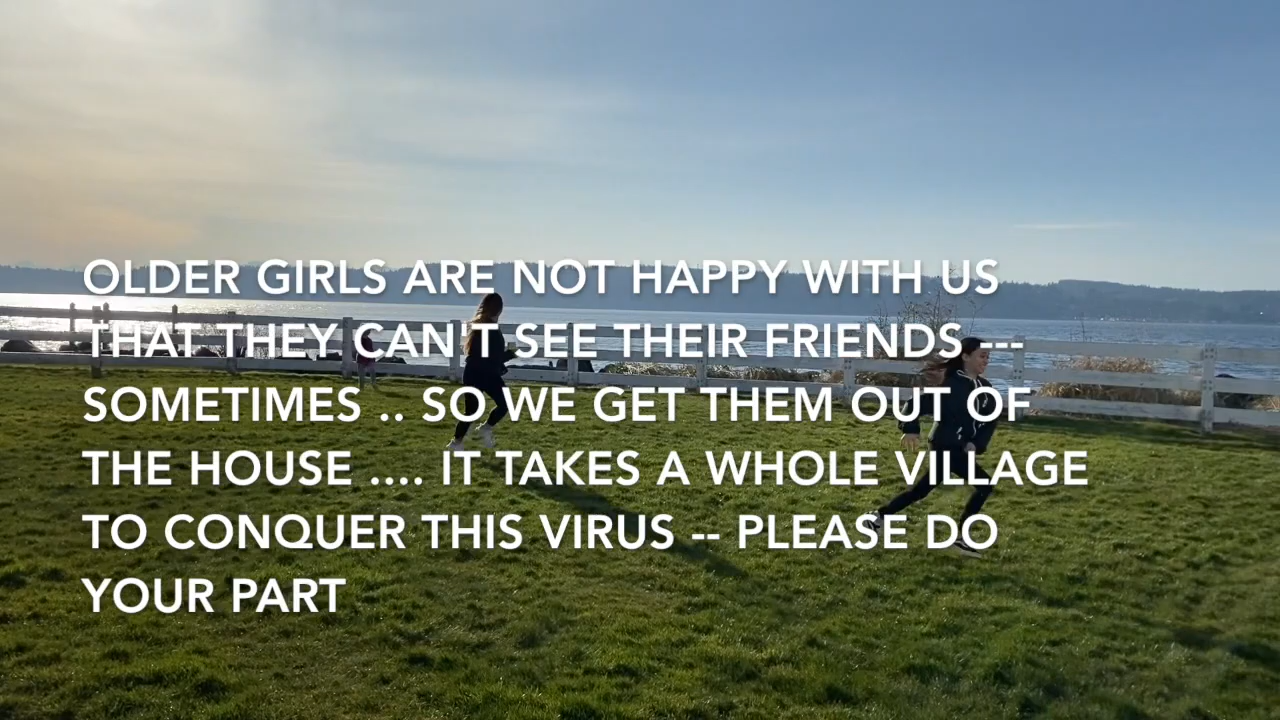 OLDER GIRLS ARE NOT HAPPY WITH US
THAT THEY CAN'T SEE THEIR FRIENDS ---
SOMETIMES .. SO WE GET THEM OUT OF
THE HOUSE .... IT TAKES A WHOLE VILLAGE
TO CONQUER THIS VIRUS -- PLEASE DO
YOUR PART